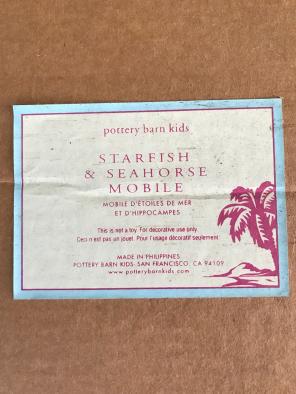 pottery barn kids
STARFISH
& SEAHORSE
MOBILE
MOBILE D'ÉTOILES DE MER
ET D'HIPPOCAMPES
This is not a toy. For decorative use only.
Ceci n'est pas un jouet. Pour l'usage décoratif seulement
MADE IN PHILIPPINES
POTTERY BARN KIDS· SAN FRANCISCO, CA 94109
www.potterybarnkids.com